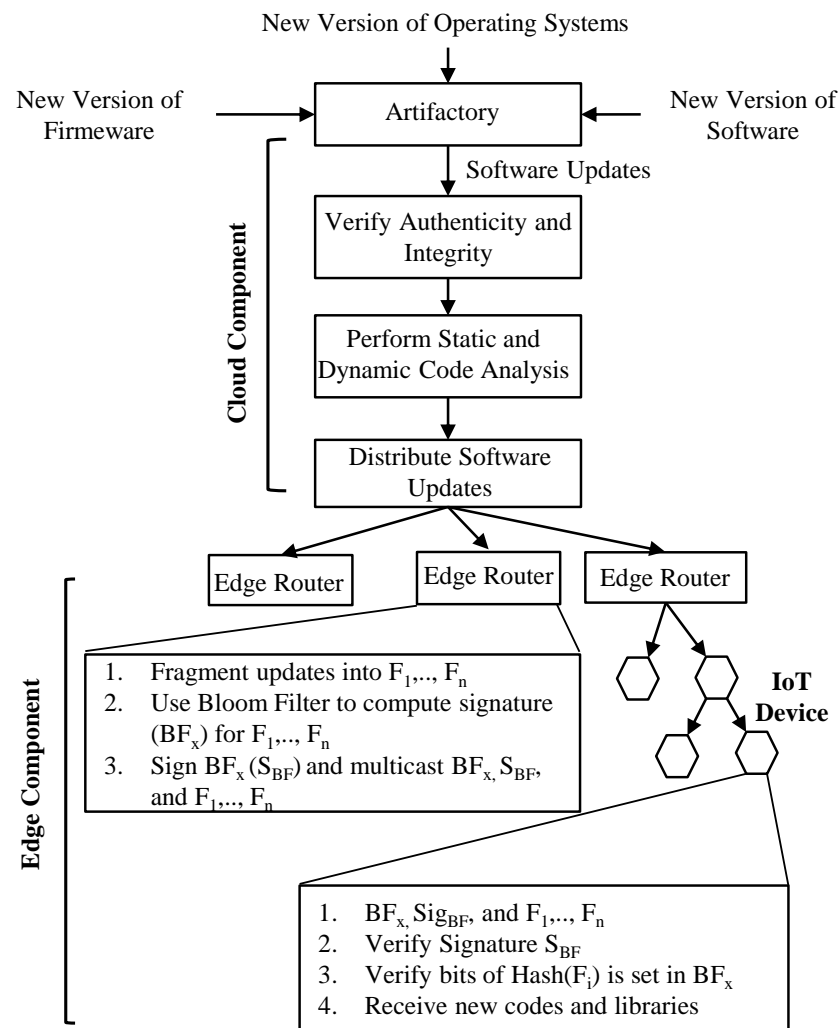 New Version of Operating Systems
New Version of
Firmeware
Artifactory
New Version of
Software
Software Updates
Cloud Component
Verify Authenticity and
Integrity
Perform Static and
Dynamic Code Analysis
Distribute Software
Updates
Edge Router
Edge Router
Edge Router
Edge Component
1. Fragment updates into F1,.., Fn
2. Use Bloom Filter to compute signature
(BFx) for F1,.., Fn
3. Sign BFx (SBF) and multicast BFx, SBF,
and F1,.., Fn
IoT
Device
1. BFx, SigBF, and F1,.., Fn
2. Verify Signature SBF
3. Verify bits of Hash(Fi) is set in BFx
4. Receive new codes and libraries